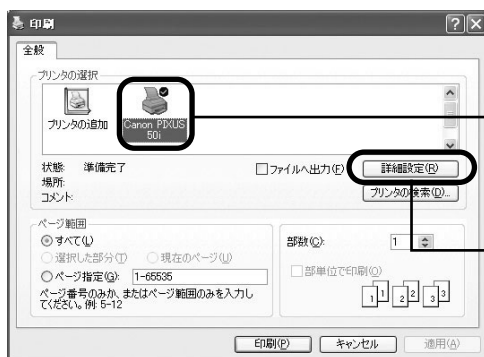 印刷
全般
プリンタの選択
プリンタの追加
Canon PIXUS
50i
状態: 準備完了
場所:
コメント:
ファイルへ出力(F)
詳細設定(R)
プリンタの検索(D)...
ページ範囲
すべて(L)
選択した部分(T)
現在のページ(U)
ページ指定(G): 1-65535
ページ番号のみか、またはページ範囲のみを入力し
てください。例: 5-12
部数(C): 1
部単位で印刷(O)
1 1 2 2 3 3
印刷(P)
キャンセル
適用(A)